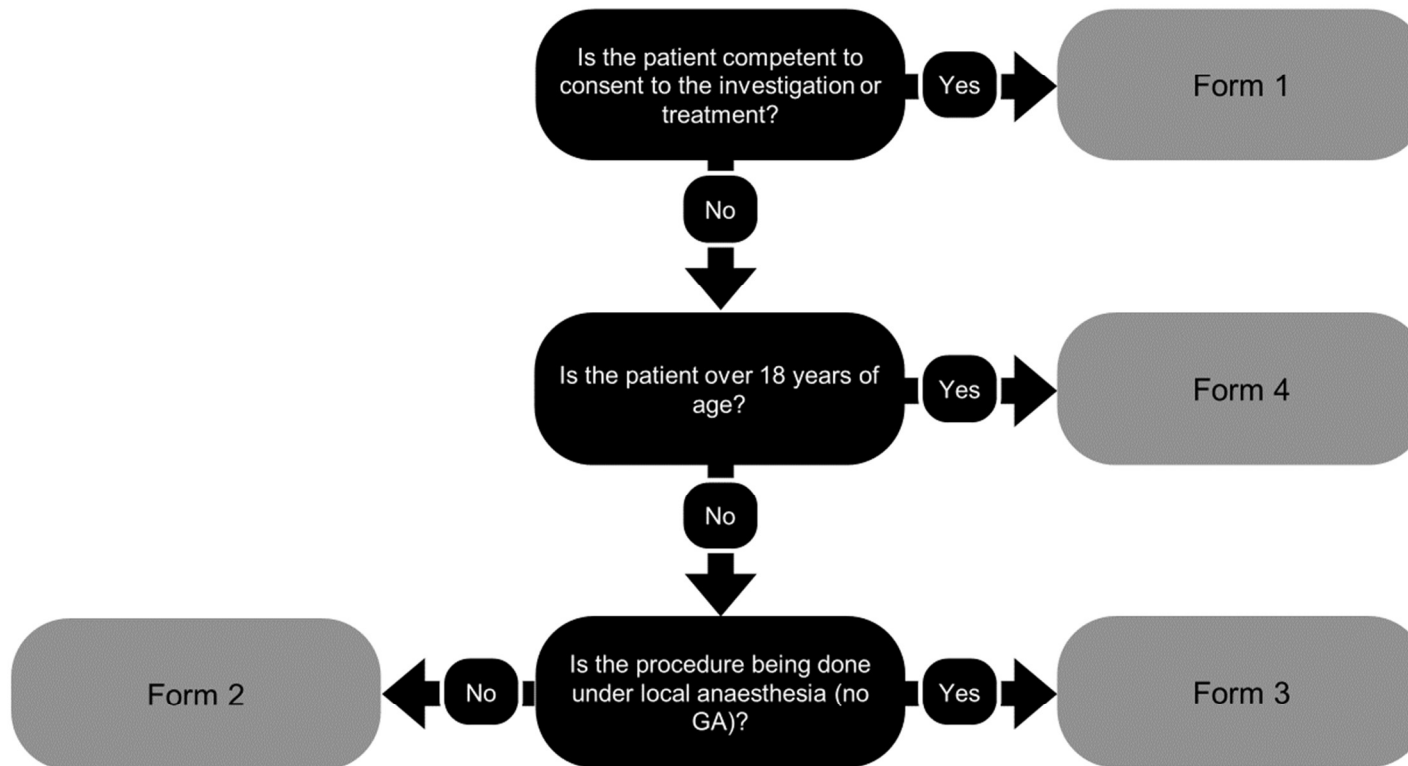 Is the patient competent to
consent to the investigation or
treatment?
Yes
Form 1
No
Is the patient over 18 years of
age?
Yes
Form 4
No
Form 2
No
Is the procedure being done
under local anaesthesia (no
GA)?
Yes
Form 3